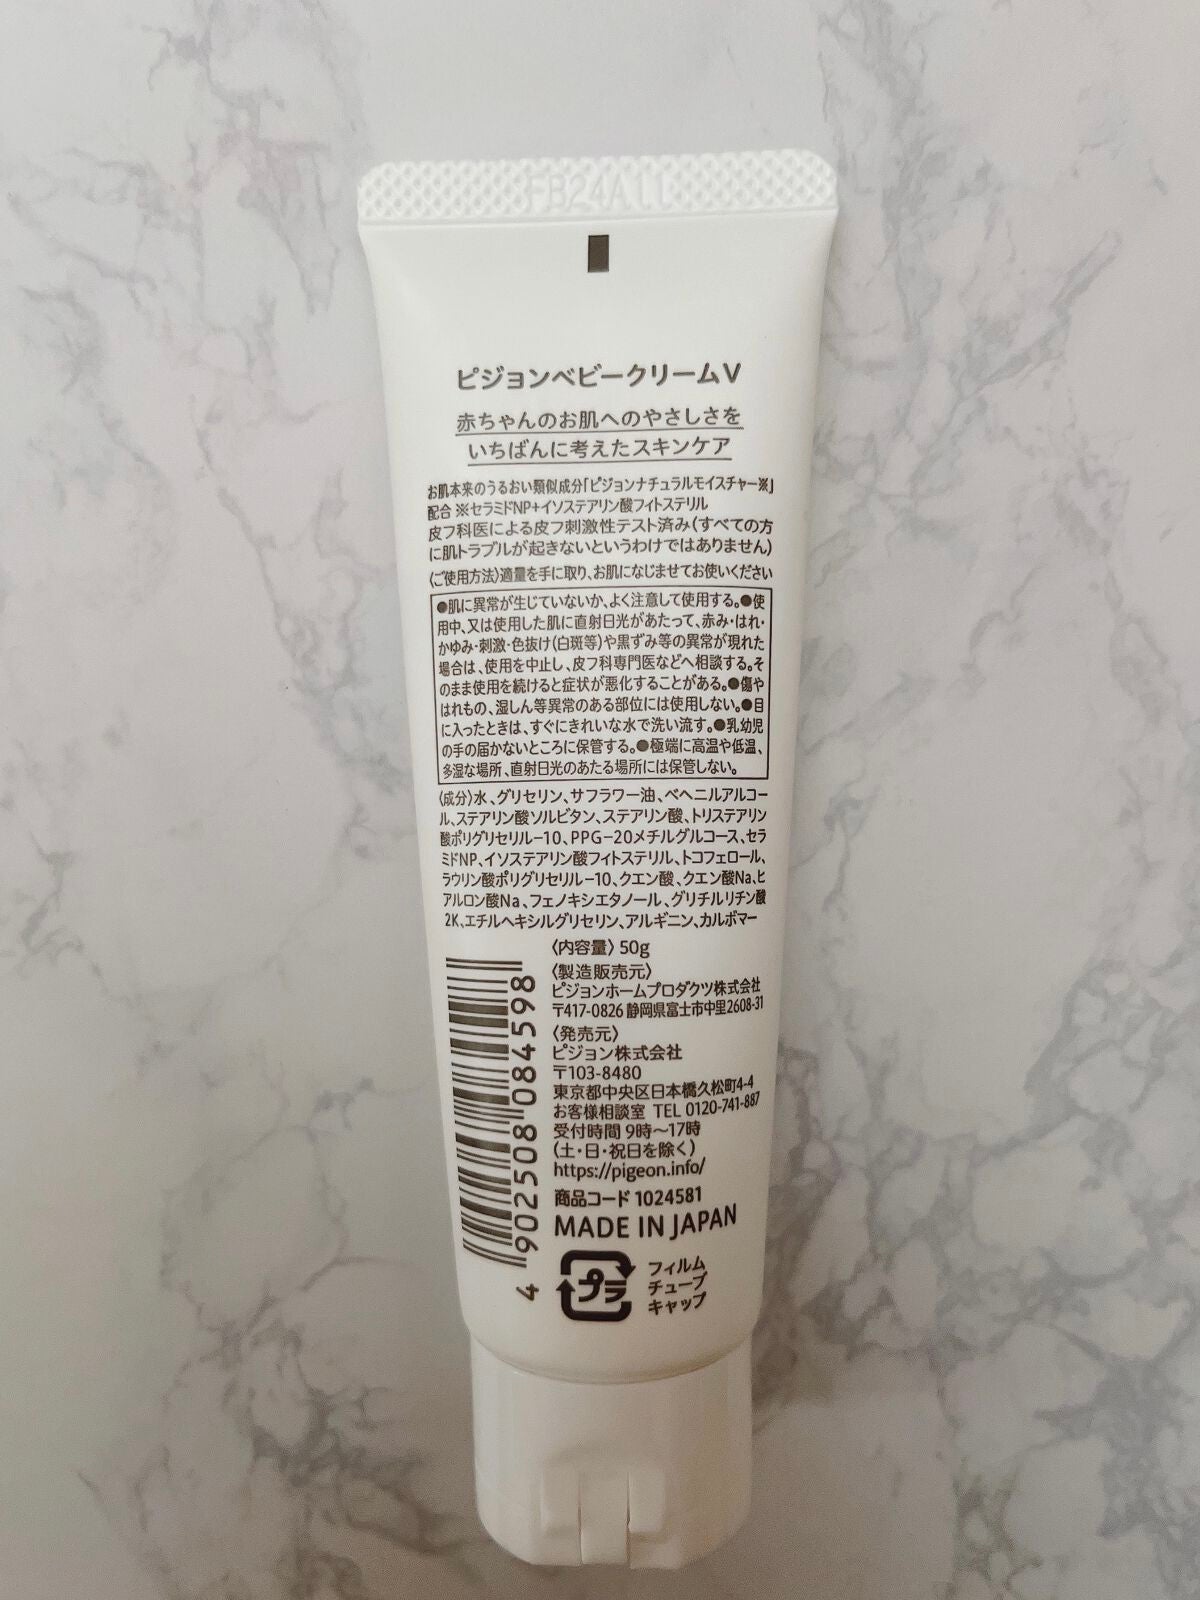 FB24A11
ピジョンベビークリームV
赤ちゃんのお肌へのやさしさを
いちばんに考えたスキンケア
お肌本来のうるおい類似成分「ピジョンナチュラルモイスチャー※」
配合 ※セラミドNP+イソステアリン酸フィトステリル
皮フ科医による皮フ刺激性テスト済み(すべての方
に肌トラブルが起きないというわけではありません)
〈ご使用方法〉適量を手に取り、お肌になじませてお使いください
●肌に異常が生じていないか、よく注意して使用する。●使
用中、又は使用した肌に直射日光があたって、赤み・はれ・
かゆみ・刺激・色抜け(白斑等)や黒ずみ等の異常が現れた
場合は、使用を中止し、皮フ科専門医などへ相談する。そ
のまま使用を続けると症状が悪化することがある。●傷や
はれもの、湿しん等異常のある部位には使用しない。●目
に入ったときは、すぐにきれいな水で洗い流す。●乳幼児
の手の届かないところに保管する。●極端に高温や低温、
多湿な場所、直射日光のあたる場所には保管しない。
〈成分〉水、グリセリン、サフラワー油、ベヘニルアルコー
ル、ステアリン酸ソルビタン、ステアリン酸、トリステアリン
酸ポリグリセリル-10、PPG-20メチルグルコース、セラ
ミドNP、イソステアリン酸フィトステリル、トコフェロール、
ラウリン酸ポリグリセリル-10、クエン酸、クエン酸Na、ヒ
アルロン酸Na、フェノキシエタノール、グリチルリチン酸
2K、エチルヘキシルグリセリン、アルギニン、カルボマー
〈内容量〉50g
〈製造販売元〉
ピジョンホームプロダクツ株式会社
〒417-0826 静岡県富士市中里2608-31
〈発売元〉
ピジョン株式会社
〒103-8480
東京都中央区日本橋久松町4-4
お客様相談室 TEL 0120-741-887
受付時間 9時~17時
(土・日・祝日を除く)
https://pigeon.info/
商品コード 1024581
MADE IN JAPAN
4 902508 084598
プラ
フィルム
チューブ
キャップ